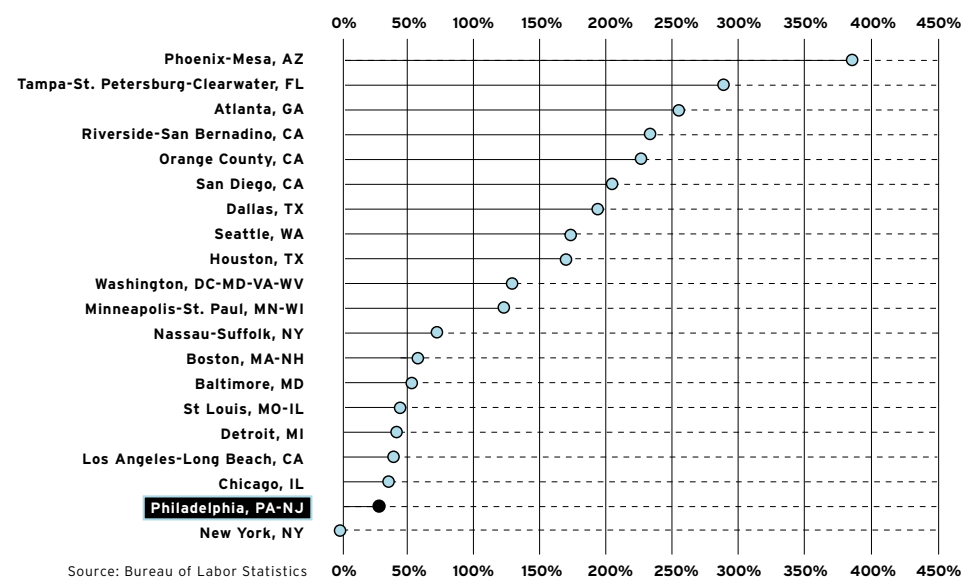 0% 50% 100% 150% 200% 250% 300% 350% 400% 450%
Phoenix-Mesa, AZ
Tampa-St. Petersburg-Clearwater, FL
Atlanta, GA
Riverside-San Bernadino, CA
Orange County, CA
San Diego, CA
Dallas, TX
Seattle, WA
Houston, TX
Washington, DC-MD-VA-WV
Minneapolis-St. Paul, MN-WI
Nassau-Suffolk, NY
Boston, MA-NH
Baltimore, MD
St Louis, MO-IL
Detroit, MI
Los Angeles-Long Beach, CA
Chicago, IL
Philadelphia, PA-NJ
New York, NY
Source: Bureau of Labor Statistics 0% 50% 100% 150% 200% 250% 300% 350% 400% 450%